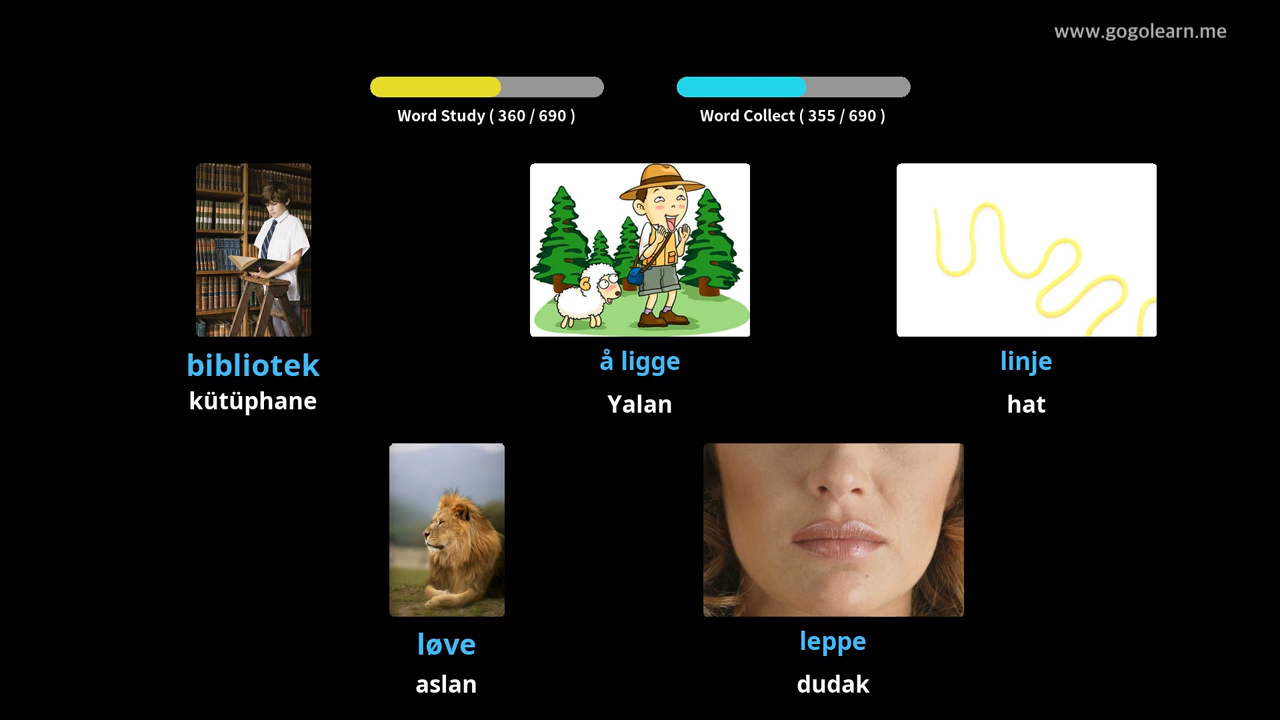 www.gogolearn.me
Word Study ( 360 / 690 )
Word Collect ( 355 / 690 )
bibliotek
kütüphane
å ligge
Yalan
linje
hat
løve
aslan
leppe
dudak